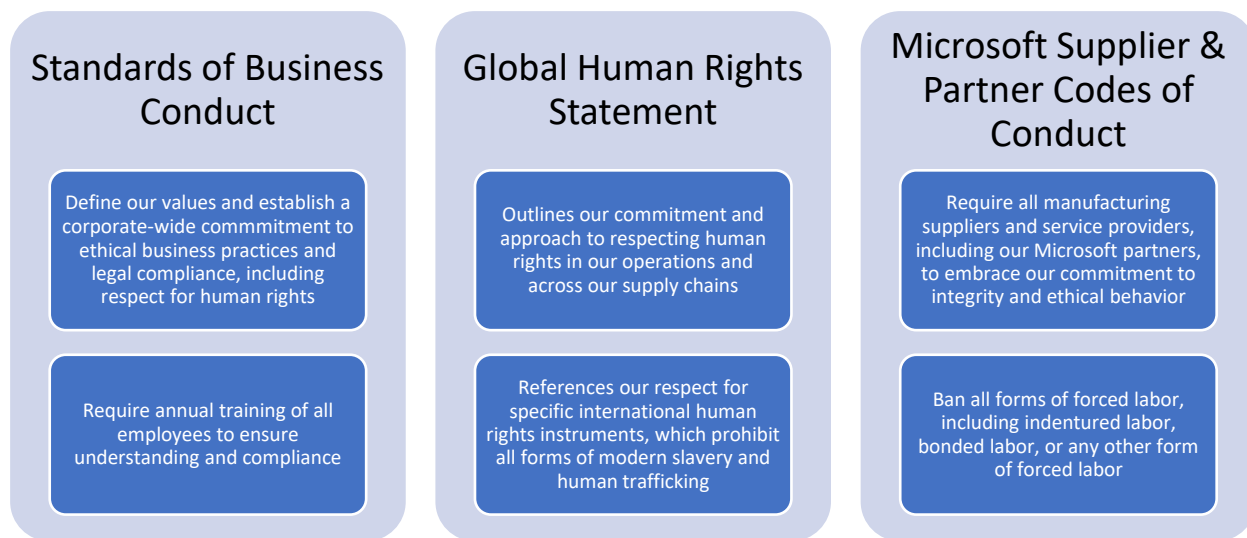 Standards of Business
Conduct
Define our values and establish a
corporate-wide commmitment to
ethical business practices and
legal compliance, including
respect for human rights
Require annual training of all
employees to ensure
understanding and compliance
Global Human Rights
Statement
Outlines our commitment and
approach to respecting human
rights in our operations and
across our supply chains
References our respect for
specific international human
rights instruments, which prohibit
all forms of modern slavery and
human trafficking
Microsoft Supplier &
Partner Codes of
Conduct
Require all manufacturing
suppliers and service providers,
including our Microsoft partners,
to embrace our commitment to
integrity and ethical behavior
Ban all forms of forced labor,
including indentured labor,
bonded labor, or any other form
of forced labor